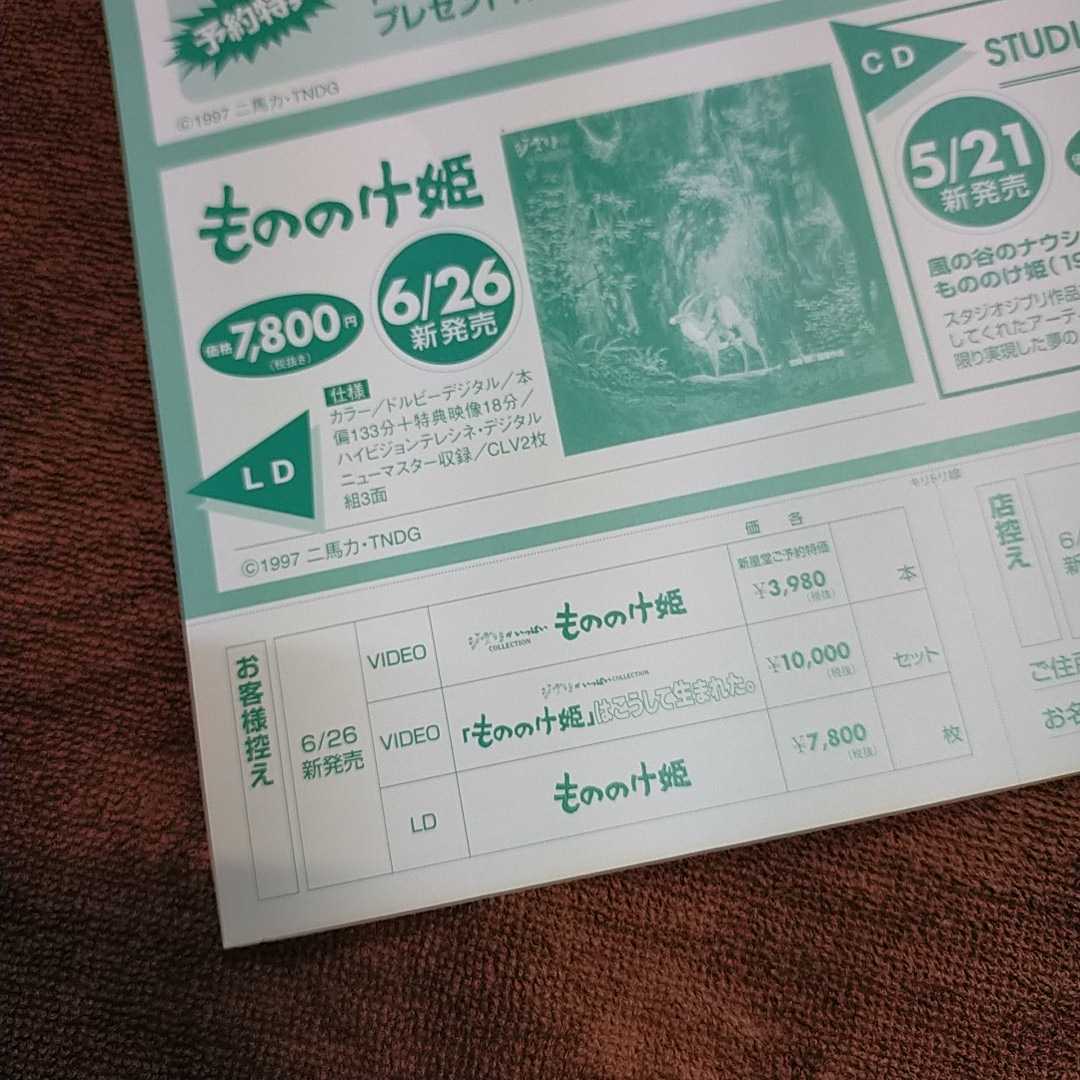 予約特
プレゼント
©1997 二馬力・TNDG
もののけ姫
6/26
新発売
価格7,800円
(税抜き)
LD
仕様
カラー/ドルビーデジタル/本
編133分＋特典映像18分/
ハイビジョンテレシネ・デジタル
ニューマスター収録/CLV2枚
組3面
©1997 二馬力・TNDG
ジブリ
CD
STUDI
5/21
新発売
風の谷のナウシ
もののけ姫(19
スタジオジブリ作品
してくれたアーティ
限り実現した夢の
キリトリ線
お客様控え
6/26
新発売
価 各
VIDEO
ジブリがいっぱい
COLLECTION
もののけ姫
新星堂ご予約特価
¥3,980
(税抜)
本
VIDEO
ジブリがいっぱいCOLLECTION
「もののけ姫」はこうして生まれた。
¥10,000
(税抜)
セット
LD
もののけ姫
¥7,800
(税抜)
枚
店控え
6/
新
ご住所
お名